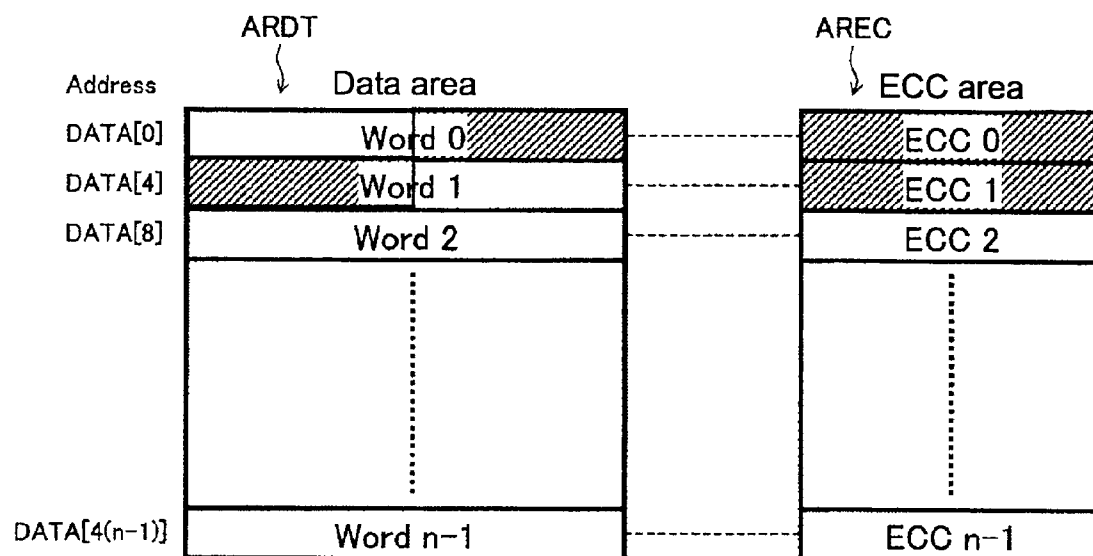 ARDT AREC
Address Data area ECC area
DATA[0] Word 0 ECC 0
DATA[4] Word 1 ECC 1
DATA[8] Word 2 ECC 2
DATA[4(n-1)] Word n-1 ECC n-1